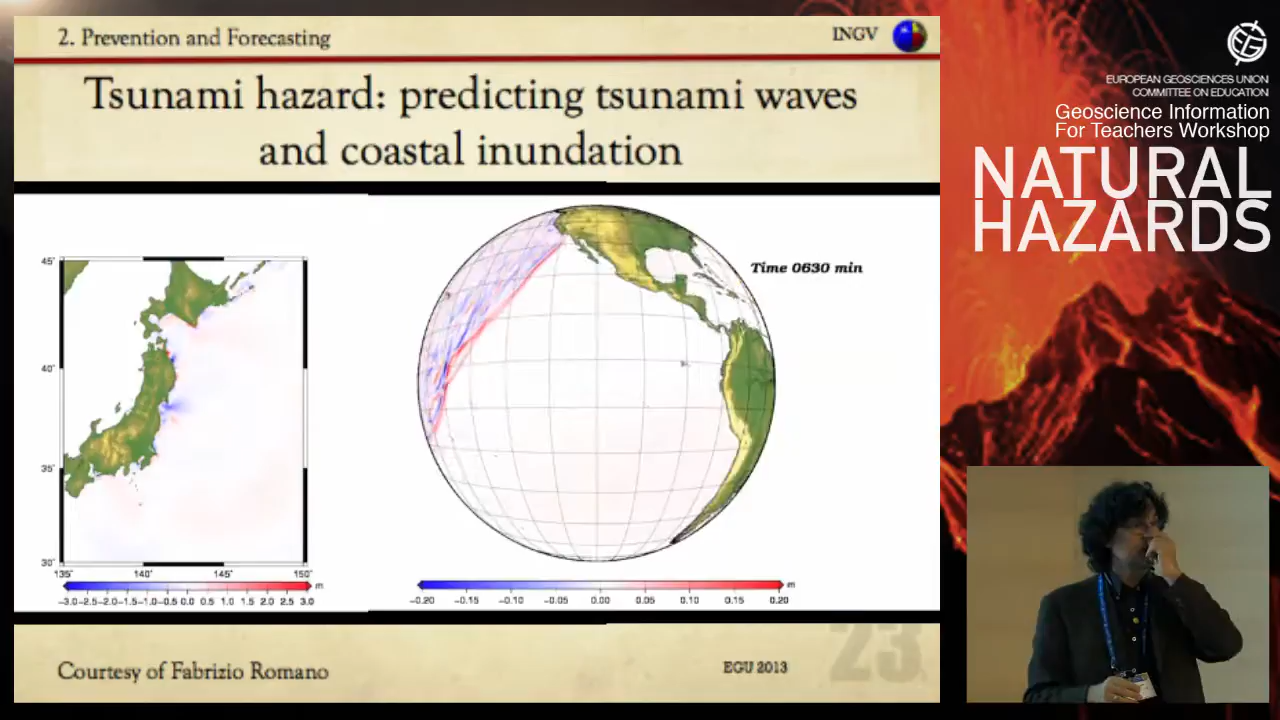 2. Prevention and Forecasting
INGV
Tsunami hazard: predicting tsunami waves
and coastal inundation
45°
40°
35°
30°
135°
140°
145°
150°
m
-3.0-2.5-2.0-1.5-1.0-0.5 0.0 0.5 1.0 1.5 2.0 2.5 3.0
Time 0630 min
m
-0.20 -0.15 -0.10 -0.05 0.00 0.05 0.10 0.15 0.20
Courtesy of Fabrizio Romano
EGU 2013
23
EUROPEAN GEOSCIENCES UNION
COMMITTEE ON EDUCATION
Geoscience Information
For Teachers Workshop
NATURAL
HAZARDS